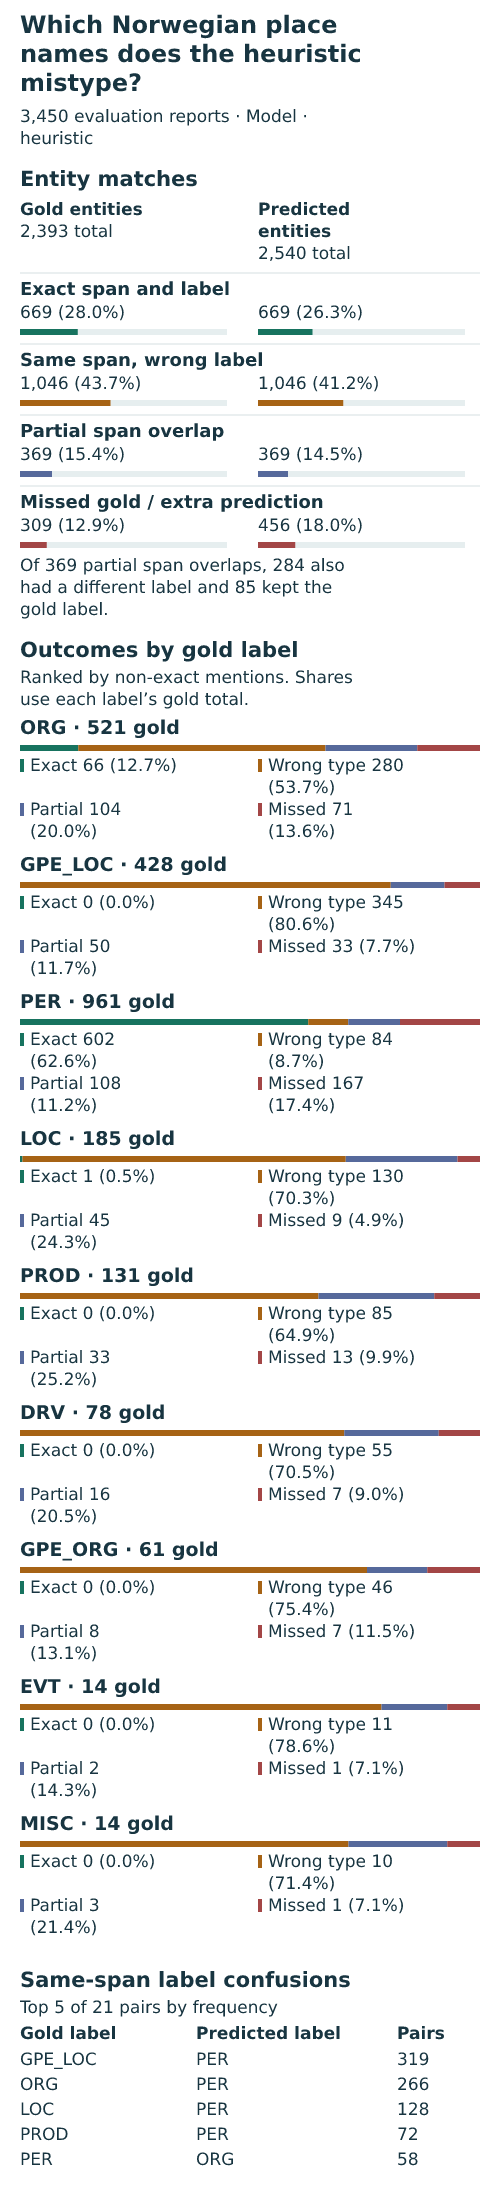 Which Norwegian place
names does the heuristic
mistype?
3,450 evaluation reports · Model ·
heuristic
Entity matches
Gold entities
2,393 total
Predicted
entities
2,540 total
Exact span and label
669 (28.0%) 669 (26.3%)
Same span, wrong label
1,046 (43.7%) 1,046 (41.2%)
Partial span overlap
369 (15.4%) 369 (14.5%)
Missed gold / extra prediction
309 (12.9%) 456 (18.0%)
Of 369 partial span overlaps, 284 also
had a different label and 85 kept the
gold label.
Outcomes by gold label
Ranked by non-exact mentions. Shares
use each label’s gold total.
ORG · 521 gold
Exact 66 (12.7%)
Wrong type 280
(53.7%)
Partial 104
(20.0%)
Missed 71
(13.6%)
GPE_LOC · 428 gold
Exact 0 (0.0%)
Wrong type 345
(80.6%)
Partial 50
(11.7%)
Missed 33 (7.7%)
PER · 961 gold
Exact 602
(62.6%)
Wrong type 84
(8.7%)
Partial 108
(11.2%)
Missed 167
(17.4%)
LOC · 185 gold
Exact 1 (0.5%)
Wrong type 130
(70.3%)
Partial 45
(24.3%)
Missed 9 (4.9%)
PROD · 131 gold
Exact 0 (0.0%)
Wrong type 85
(64.9%)
Partial 33
(25.2%)
Missed 13 (9.9%)
DRV · 78 gold
Exact 0 (0.0%)
Wrong type 55
(70.5%)
Partial 16
(20.5%)
Missed 7 (9.0%)
GPE_ORG · 61 gold
Exact 0 (0.0%)
Wrong type 46
(75.4%)
Partial 8
(13.1%)
Missed 7 (11.5%)
EVT · 14 gold
Exact 0 (0.0%)
Wrong type 11
(78.6%)
Partial 2
(14.3%)
Missed 1 (7.1%)
MISC · 14 gold
Exact 0 (0.0%)
Wrong type 10
(71.4%)
Partial 3
(21.4%)
Missed 1 (7.1%)
Same-span label confusions
Top 5 of 21 pairs by frequency
Gold label Predicted label Pairs
GPE_LOC PER 319
ORG PER 266
LOC PER 128
PROD PER 72
PER ORG 58